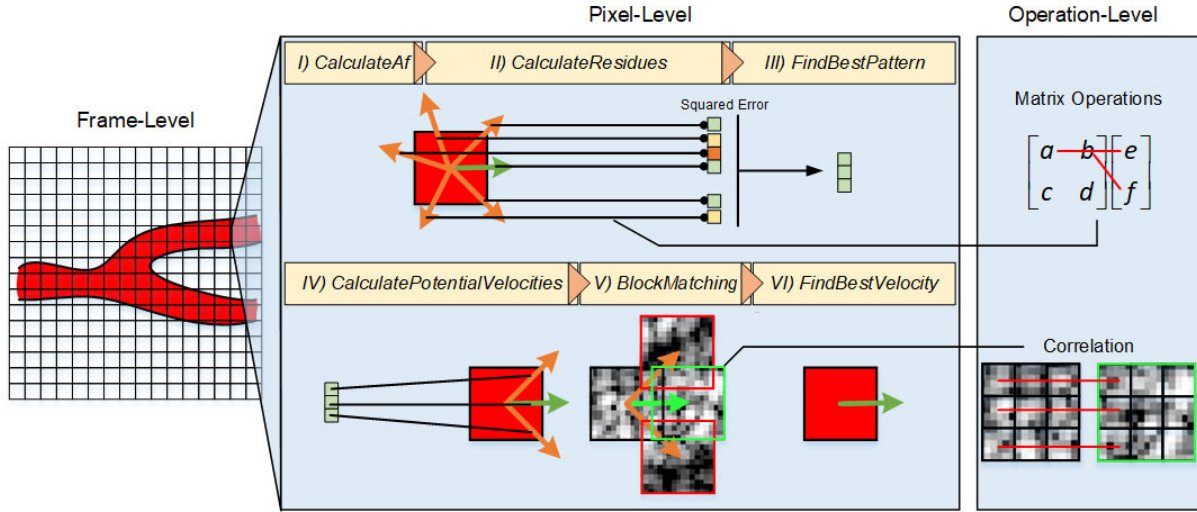 Pixel-Level
Operation-Level
Frame-Level
I) CalculateAf
II) CalculateResidues
III) FindBestPattern
Squared Error
Matrix Operations
a b e
c d f
IV) CalculatePotentialVelocities
V) BlockMatching
VI) FindBestVelocity
Correlation